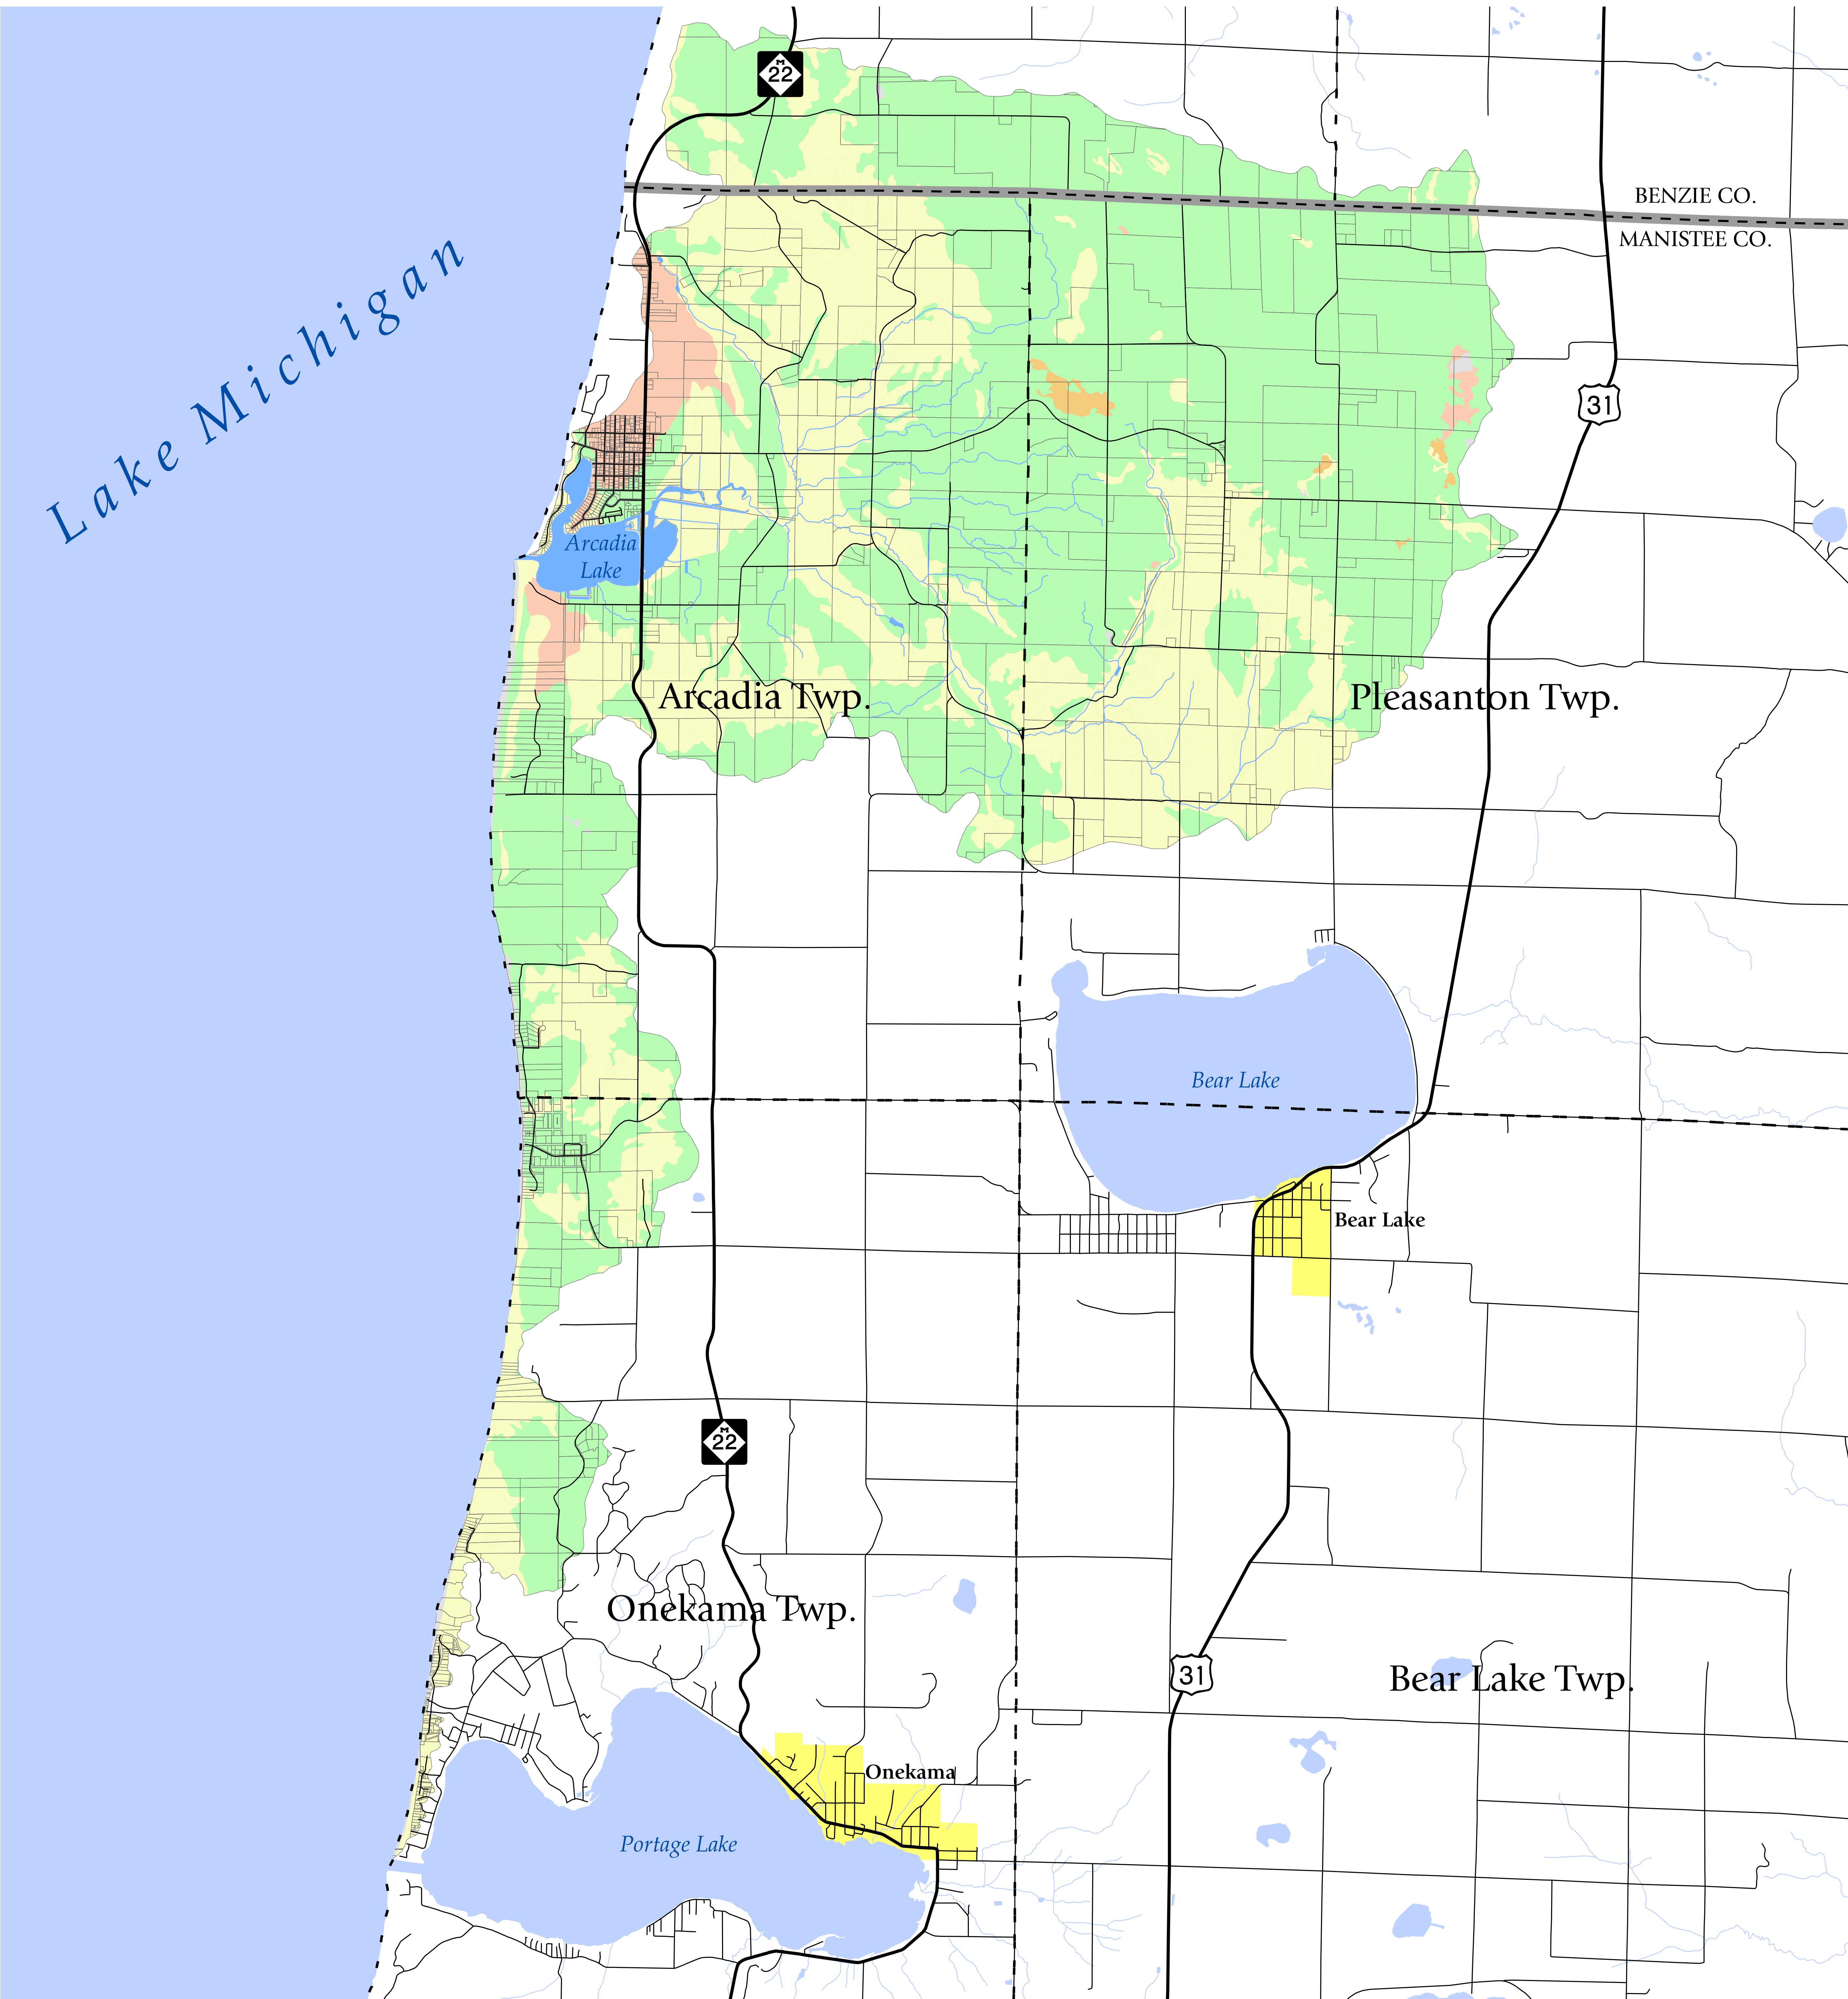 M
22
BENZIE CO.
MANISTEE CO.
Lake Michigan
31
Arcadia
Lake
Arcadia Twp.
Pleasanton Twp.
Bear Lake
Bear Lake
M
22
Onekama Twp.
31
Bear Lake Twp.
Onekama
Portage Lake